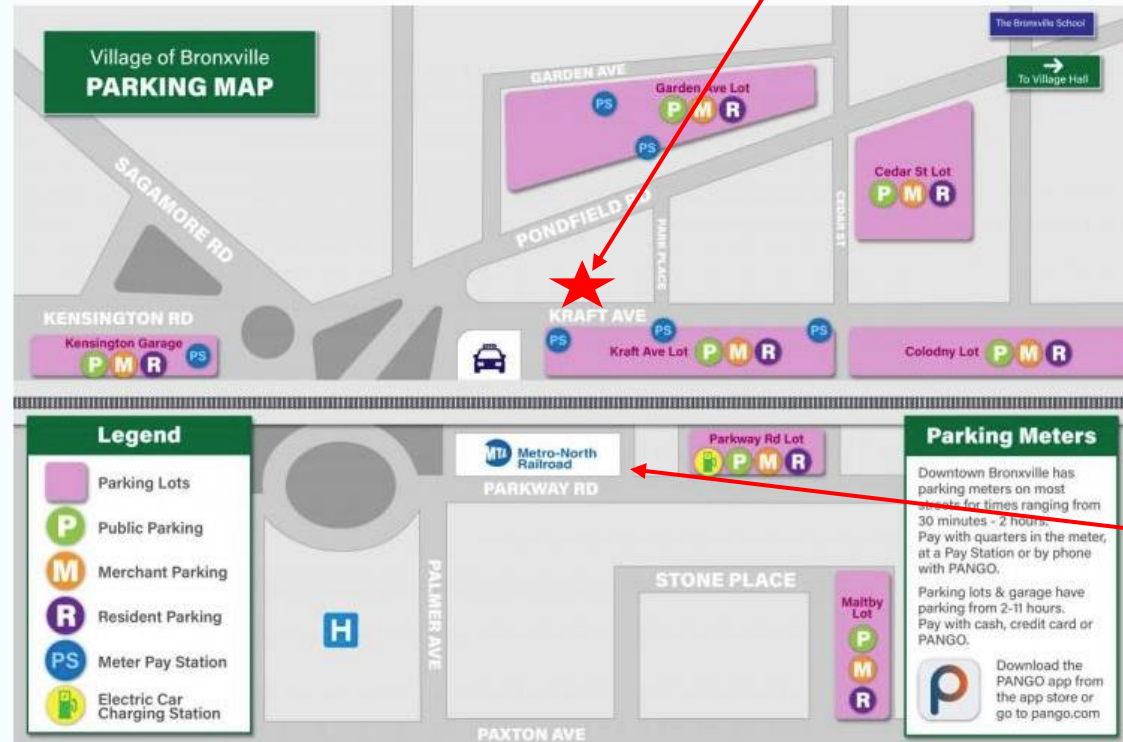 The Bronxville School
→
To Village Hall
Village of Bronxville
PARKING MAP
GARDEN AVE
Garden Ave Lot
P M R
PS
PS
SAGAMORE RD
PONDFIELD RD
PARK PLACE
CEDAR ST
Cedar St Lot
P M R
KENSINGTON RD
Kensington Garage
P M R PS
KRAFT AVE
PS
PS
PS
Kraft Ave Lot P M R
Colodny Lot P M R
MTA Metro-North
Railroad
Parkway Rd Lot
P M R
PARKWAY RD
PALMER AVE
STONE PLACE
H
Maltby
Lot
P
M
R
PAXTON AVE
Legend
Parking Lots
P Public Parking
M Merchant Parking
R Resident Parking
PS Meter Pay Station
Electric Car
Charging Station
Parking Meters
Downtown Bronxville has
parking meters on most
streets for times ranging from
30 minutes - 2 hours.
Pay with quarters in the meter,
at a Pay Station or by phone
with PANGO.
Parking lots & garage have
parking from 2-11 hours.
Pay with cash, credit card or
PANGO.
Download the
PANGO app from
the app store or
go to pango.com